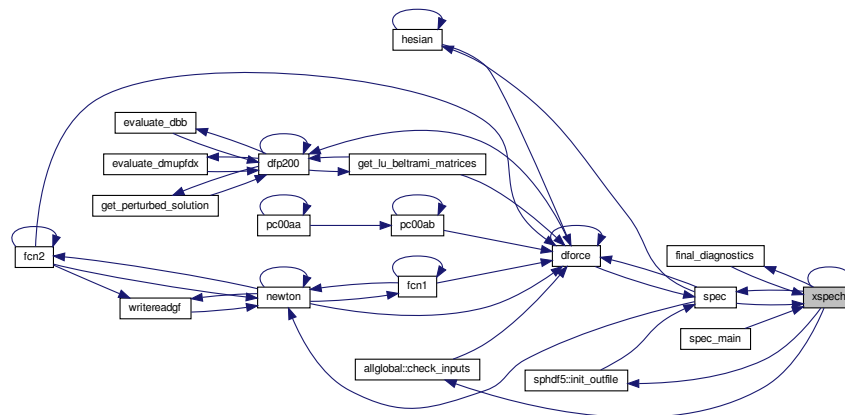 hesian
evaluate_dbb
evaluate_dmupfdx
dfp200
get_lu_beltrami_matrices
get_perturbed_solution
pc00aa
pc00ab
fcn2
dforce
final_diagnostics
fcn1
newton
writereadgf
spec
xspech
spec_main
allglobal::check_inputs
sphdf5::init_outfile